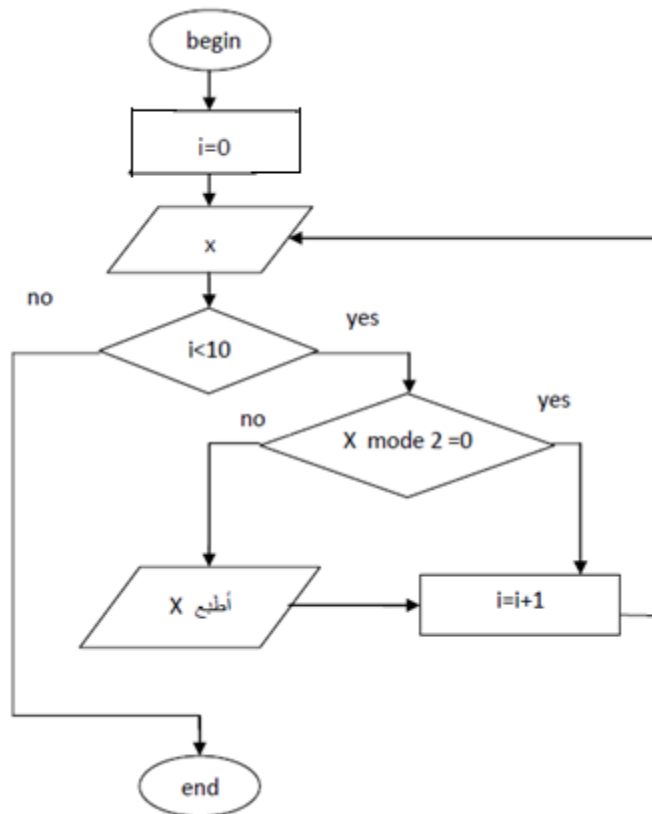 begin
i=0
x
no
yes
i<10
no
yes
X mode 2 =0
أطبع X
i=i+1
end